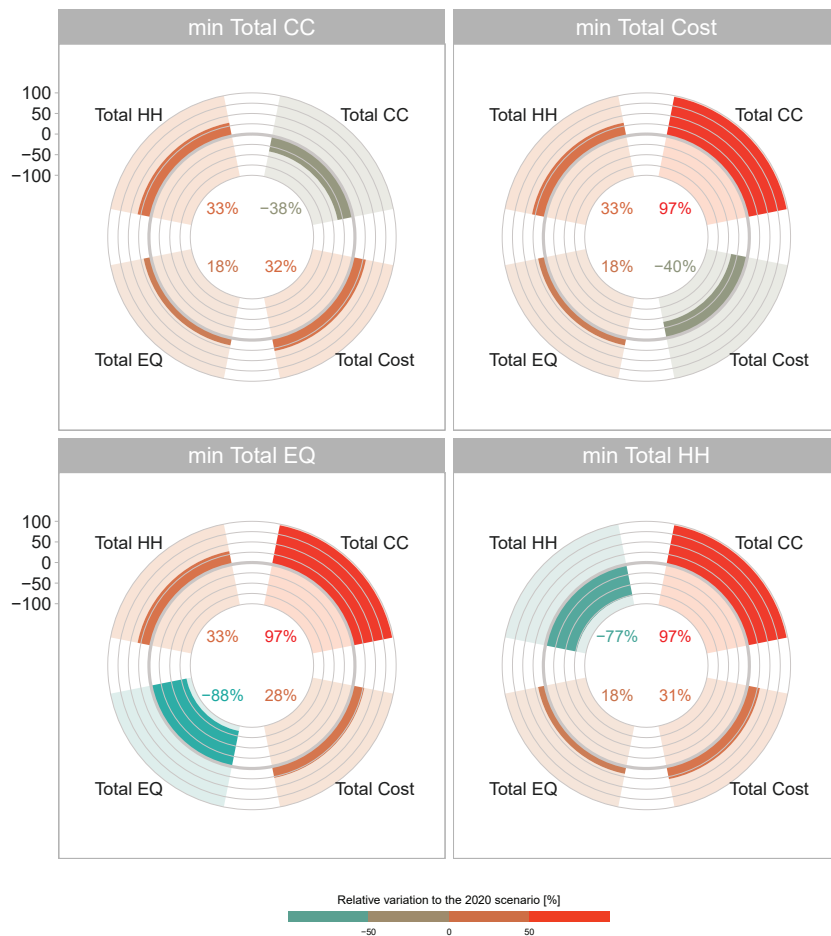 min Total CC
min Total Cost
100
50
0
−50
−100
Total HH
Total CC
33%
−38%
18%
32%
Total EQ
Total Cost
Total HH
Total CC
33%
97%
18%
−40%
Total EQ
Total Cost
min Total EQ
min Total HH
100
50
0
−50
−100
Total HH
Total CC
33%
97%
−88%
28%
Total EQ
Total Cost
Total HH
Total CC
−77%
97%
18%
31%
Total EQ
Total Cost
Relative variation to the 2020 scenario [%]
−50
0
50